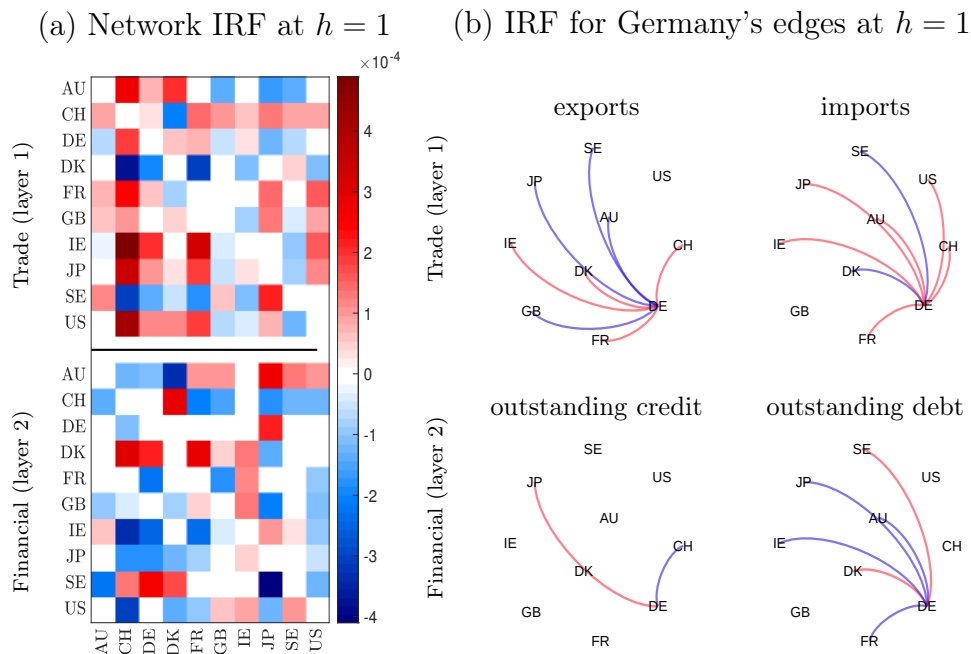 (a) Network IRF at h = 1
×10⁻⁴
Trade (layer 1)
AU
CH
DE
DK
FR
GB
IE
JP
SE
US
Financial (layer 2)
AU
CH
DE
DK
FR
GB
IE
JP
SE
US
AU CH DE DK FR GB IE JP SE US
4
3
2
1
0
-1
-2
-3
-4
(b) IRF for Germany's edges at h = 1
Trade (layer 1)
exports
SE
US
JP
AU
IE
CH
DK
DE
GB
FR
imports
SE
US
JP
AU
IE
CH
DK
DE
GB
FR
Financial (layer 2)
outstanding credit
SE
US
JP
AU
IE
CH
DK
DE
GB
FR
outstanding debt
SE
US
JP
AU
IE
CH
DK
DE
GB
FR